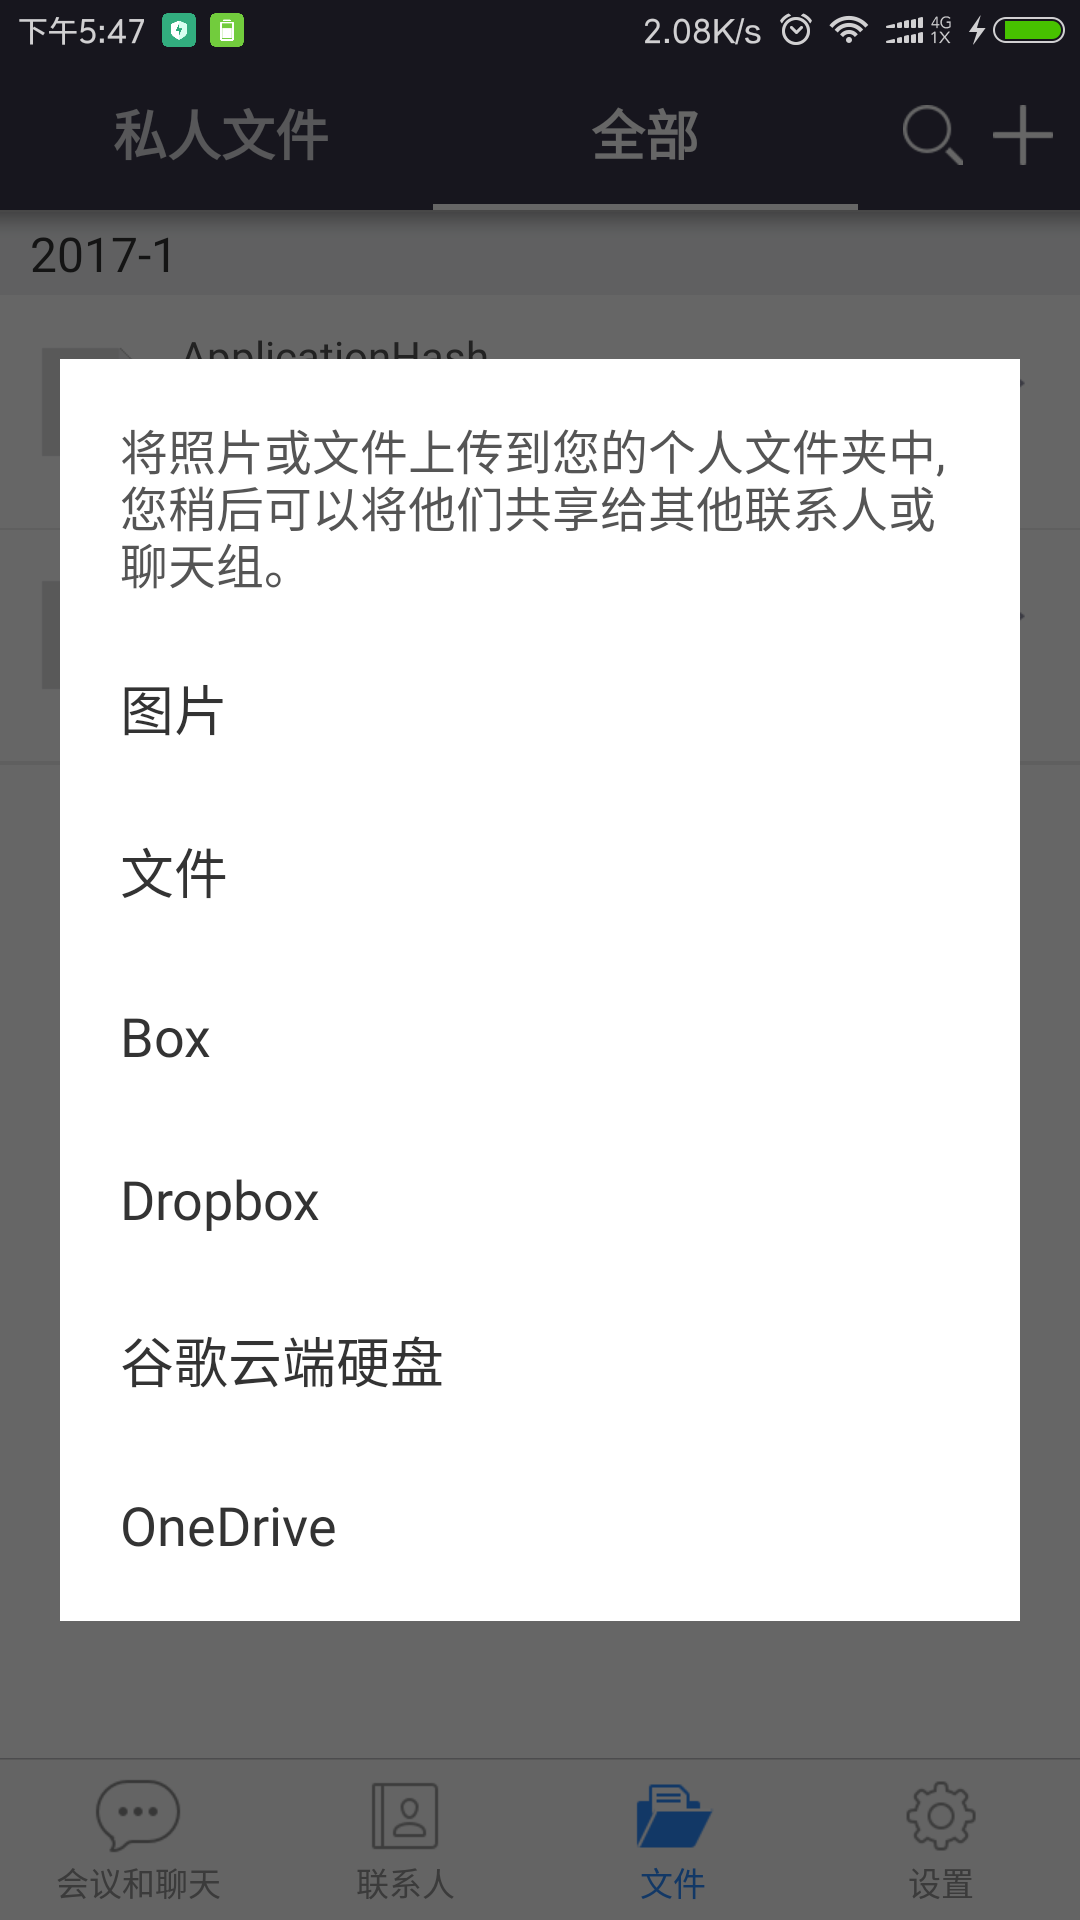 下午5:47
2.08K/s
4G
1X
私人文件
全部
2017-1
ApplicationHash
将照片或文件上传到您的个人文件夹中,
您稍后可以将他们共享给其他联系人或
聊天组。
图片
文件
Box
Dropbox
谷歌云端硬盘
OneDrive
会议和聊天
联系人
文件
设置